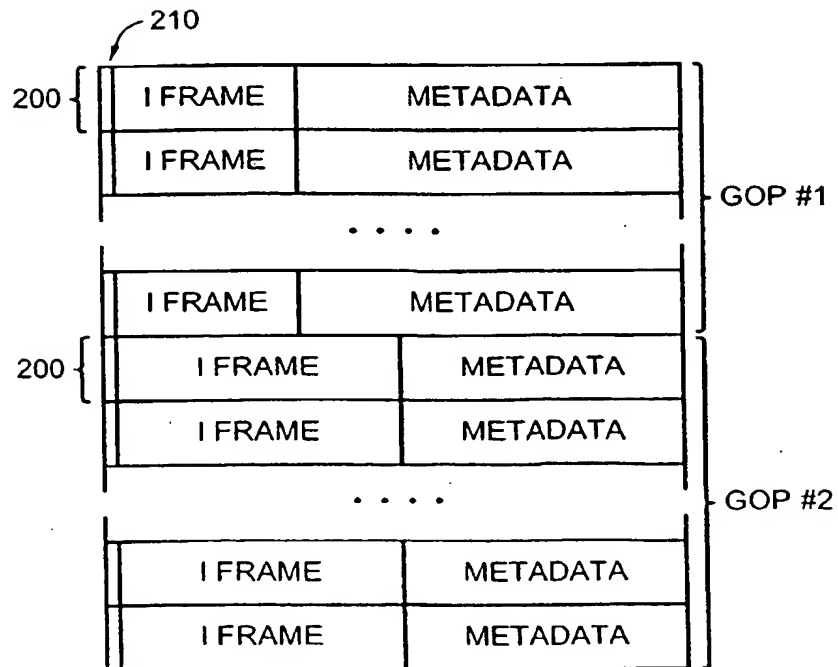 210
200 I FRAME METADATA
I FRAME METADATA
GOP #1
. . . .
I FRAME METADATA
200 I FRAME METADATA
I FRAME METADATA
. . . .
GOP #2
I FRAME METADATA
I FRAME METADATA